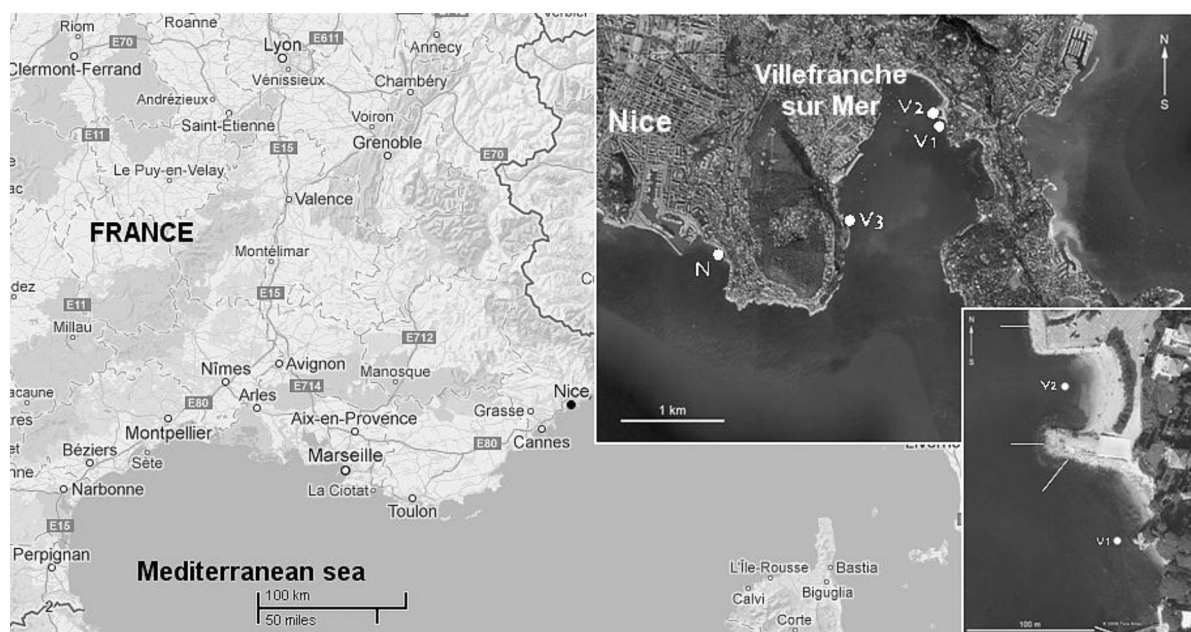 Roanne
Riom
E70
Clermont-Ferrand
Lyon
E611
Annecy
Vénissieux
Chambéry
Andrézieux
Saint-Étienne
Voiron
E11
E15
Grenoble
E70
Le Puy-en-Velay
Valence
FRANCE
Montélimar
E15
E11
Millau
E712
Avignon
Manosque
Nîmes
E714
Arles
E80
Aix-en-Provence
Grasse
Nice
Montpellier
E80
Cannes
Béziers
Sète
Marseille
La Ciotat
Narbonne
Toulon
E15
Perpignan
Mediterranean sea
100 km
50 miles
L'Île-Rousse
Bastia
Calvi
Biguglia
Corte
N
S
Villefranche
sur Mer
Nice
V2
V1
V3
N
1 km
N
S
V2
V1
100 m